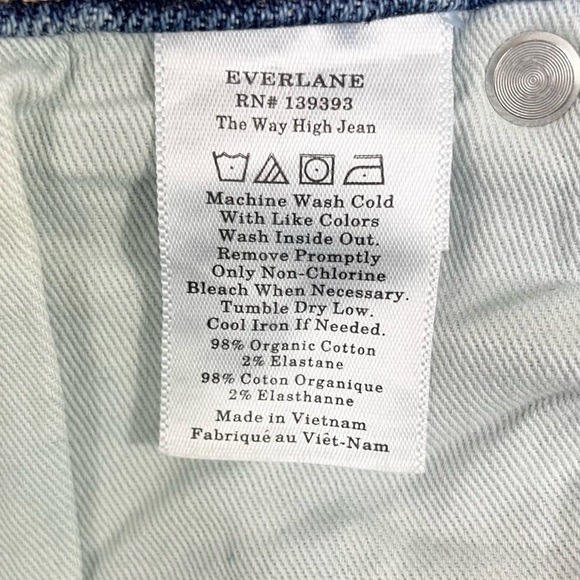 EVERLANE
RN# 139393
The Way High Jean
Machine Wash Cold
With Like Colors
Wash Inside Out.
Remove Promptly
Only Non-Chlorine
Bleach When Necessary.
Tumble Dry Low.
Cool Iron If Needed.
98% Organic Cotton
2% Elastane
98% Coton Organique
2% Elasthanne
Made in Vietnam
Fabriqué au Viêt-Nam